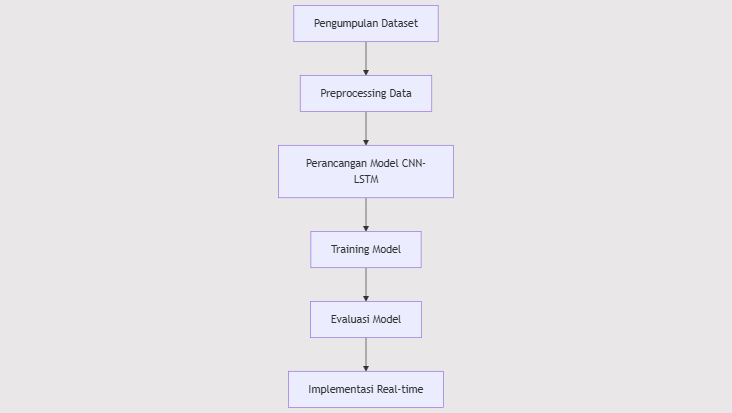 Pengumpulan Dataset
Preprocessing Data
Perancangan Model CNN-
LSTM
Training Model
Evaluasi Model
Implementasi Real-time